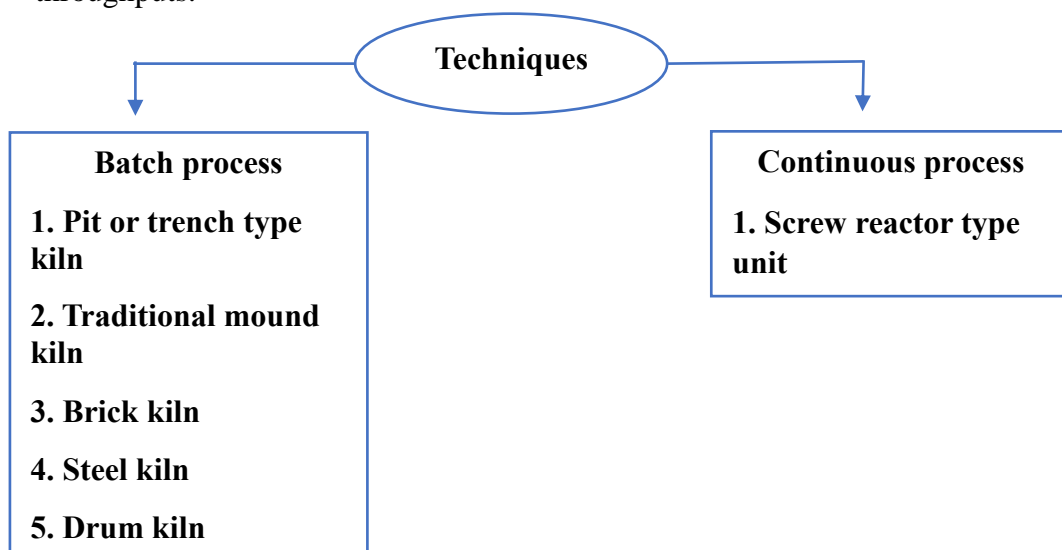 throughputs.
Techniques
Batch process
1. Pit or trench type
kiln
2. Traditional mound
kiln
3. Brick kiln
4. Steel kiln
5. Drum kiln
Continuous process
1. Screw reactor type
unit